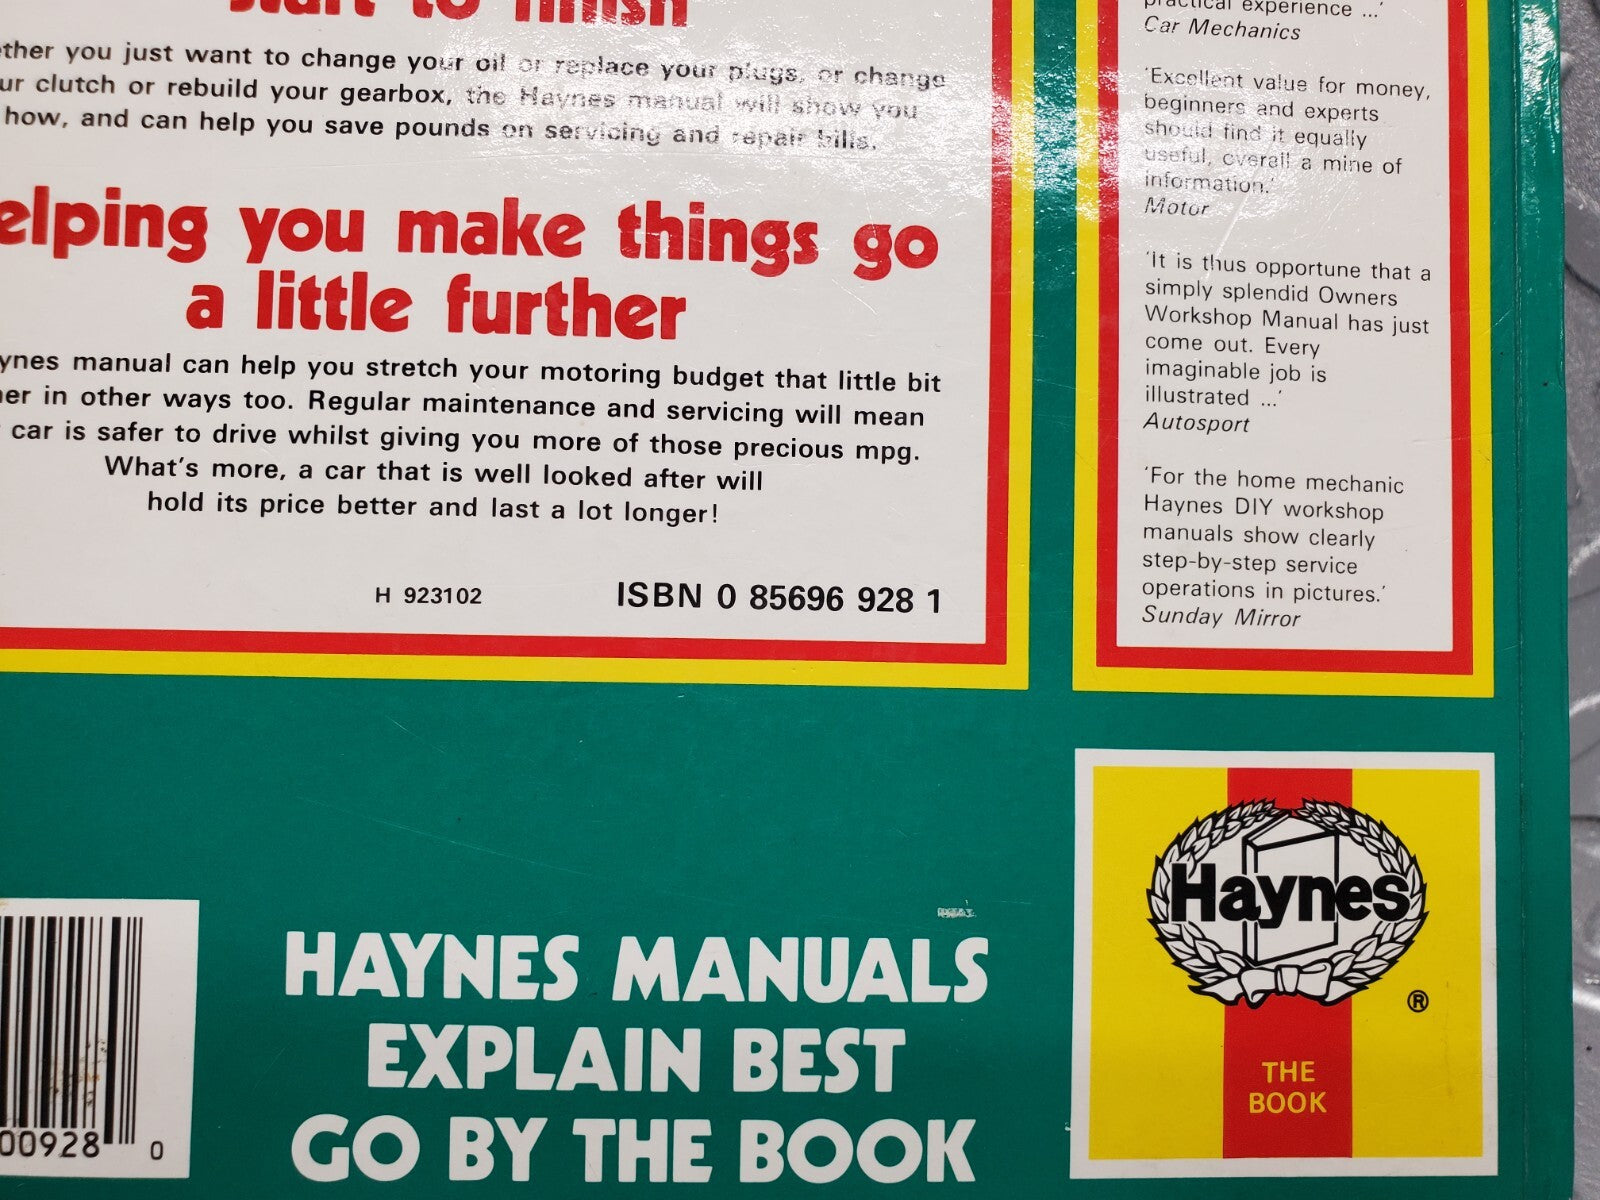 start to finish
ther you just want to change your oil or replace your plugs, or change
ur clutch or rebuild your gearbox, the Haynes manual will show you
how, and can help you save pounds on servicing and repair bills.
elping you make things go
a little further
ynes manual can help you stretch your motoring budget that little bit
er in other ways too. Regular maintenance and servicing will mean
car is safer to drive whilst giving you more of those precious mpg.
What's more, a car that is well looked after will
hold its price better and last a lot longer!
H 923102
ISBN 0 85696 928 1
practical experience ...'
Car Mechanics
'Excellent value for money,
beginners and experts
should find it equally
useful, overall a mine of
information.'
Motor
'It is thus opportune that a
simply splendid Owners
Workshop Manual has just
come out. Every
imaginable job is
illustrated ...'
Autosport
'For the home mechanic
Haynes DIY workshop
manuals show clearly
step-by-step service
operations in pictures.'
Sunday Mirror
00928 0
HAYNES MANUALS
EXPLAIN BEST
GO BY THE BOOK
Haynes
®
THE
BOOK